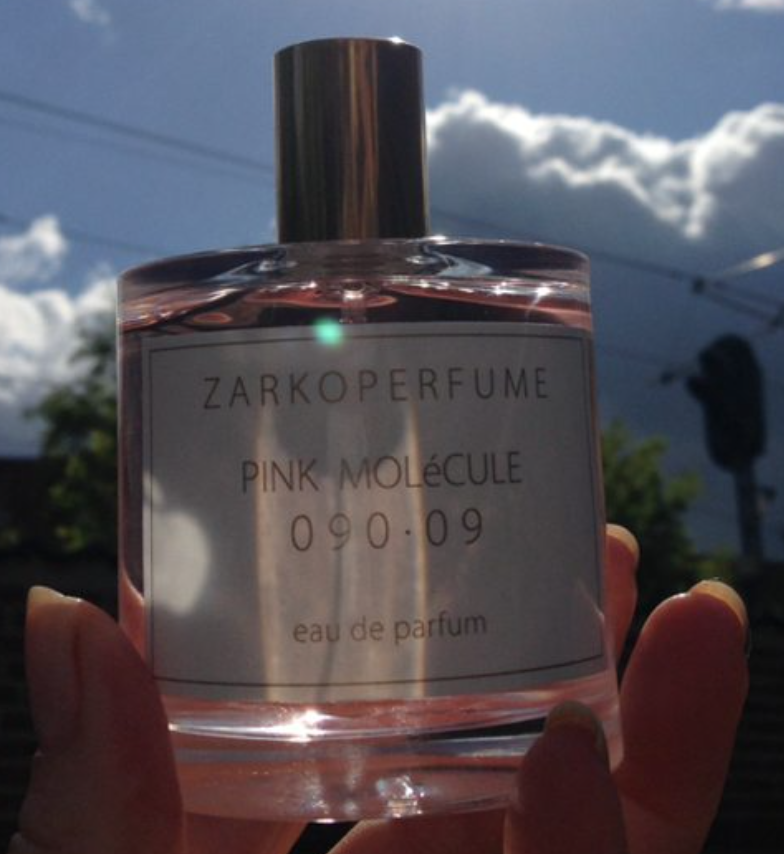 ZARKOPERFUME
PINK MOLéCULE
090·09
eau de parfum